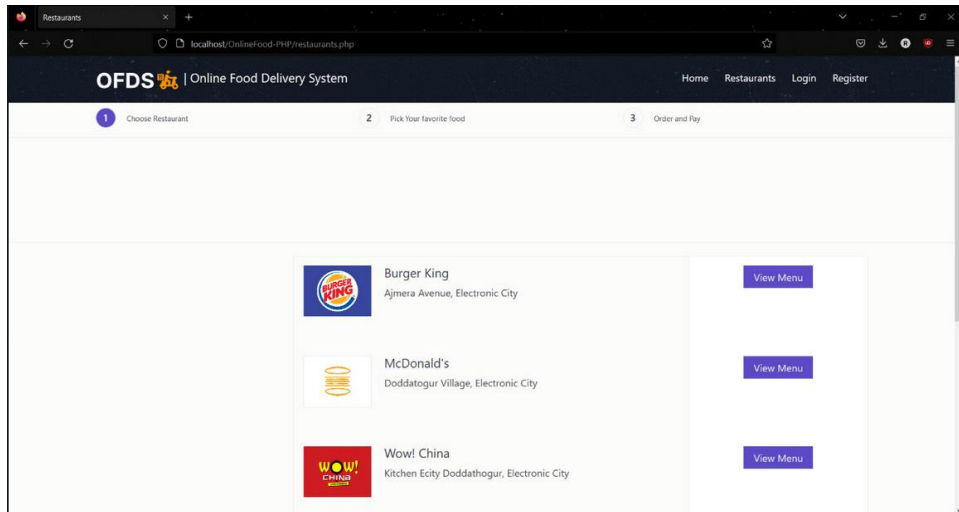 Restaurants
localhost/OnlineFood-PHP/restaurants.php
OFDS | Online Food Delivery System
Home Restaurants Login Register
1 Choose Restaurant 2 Pick Your favorite food 3 Order and Pay
BURGER KING
Burger King
Ajmera Avenue, Electronic City
View Menu
McDonald's
Doddatogur Village, Electronic City
View Menu
WOW! CHINA
Wow! China
Kitchen Ecity Doddathogur, Electronic City
View Menu